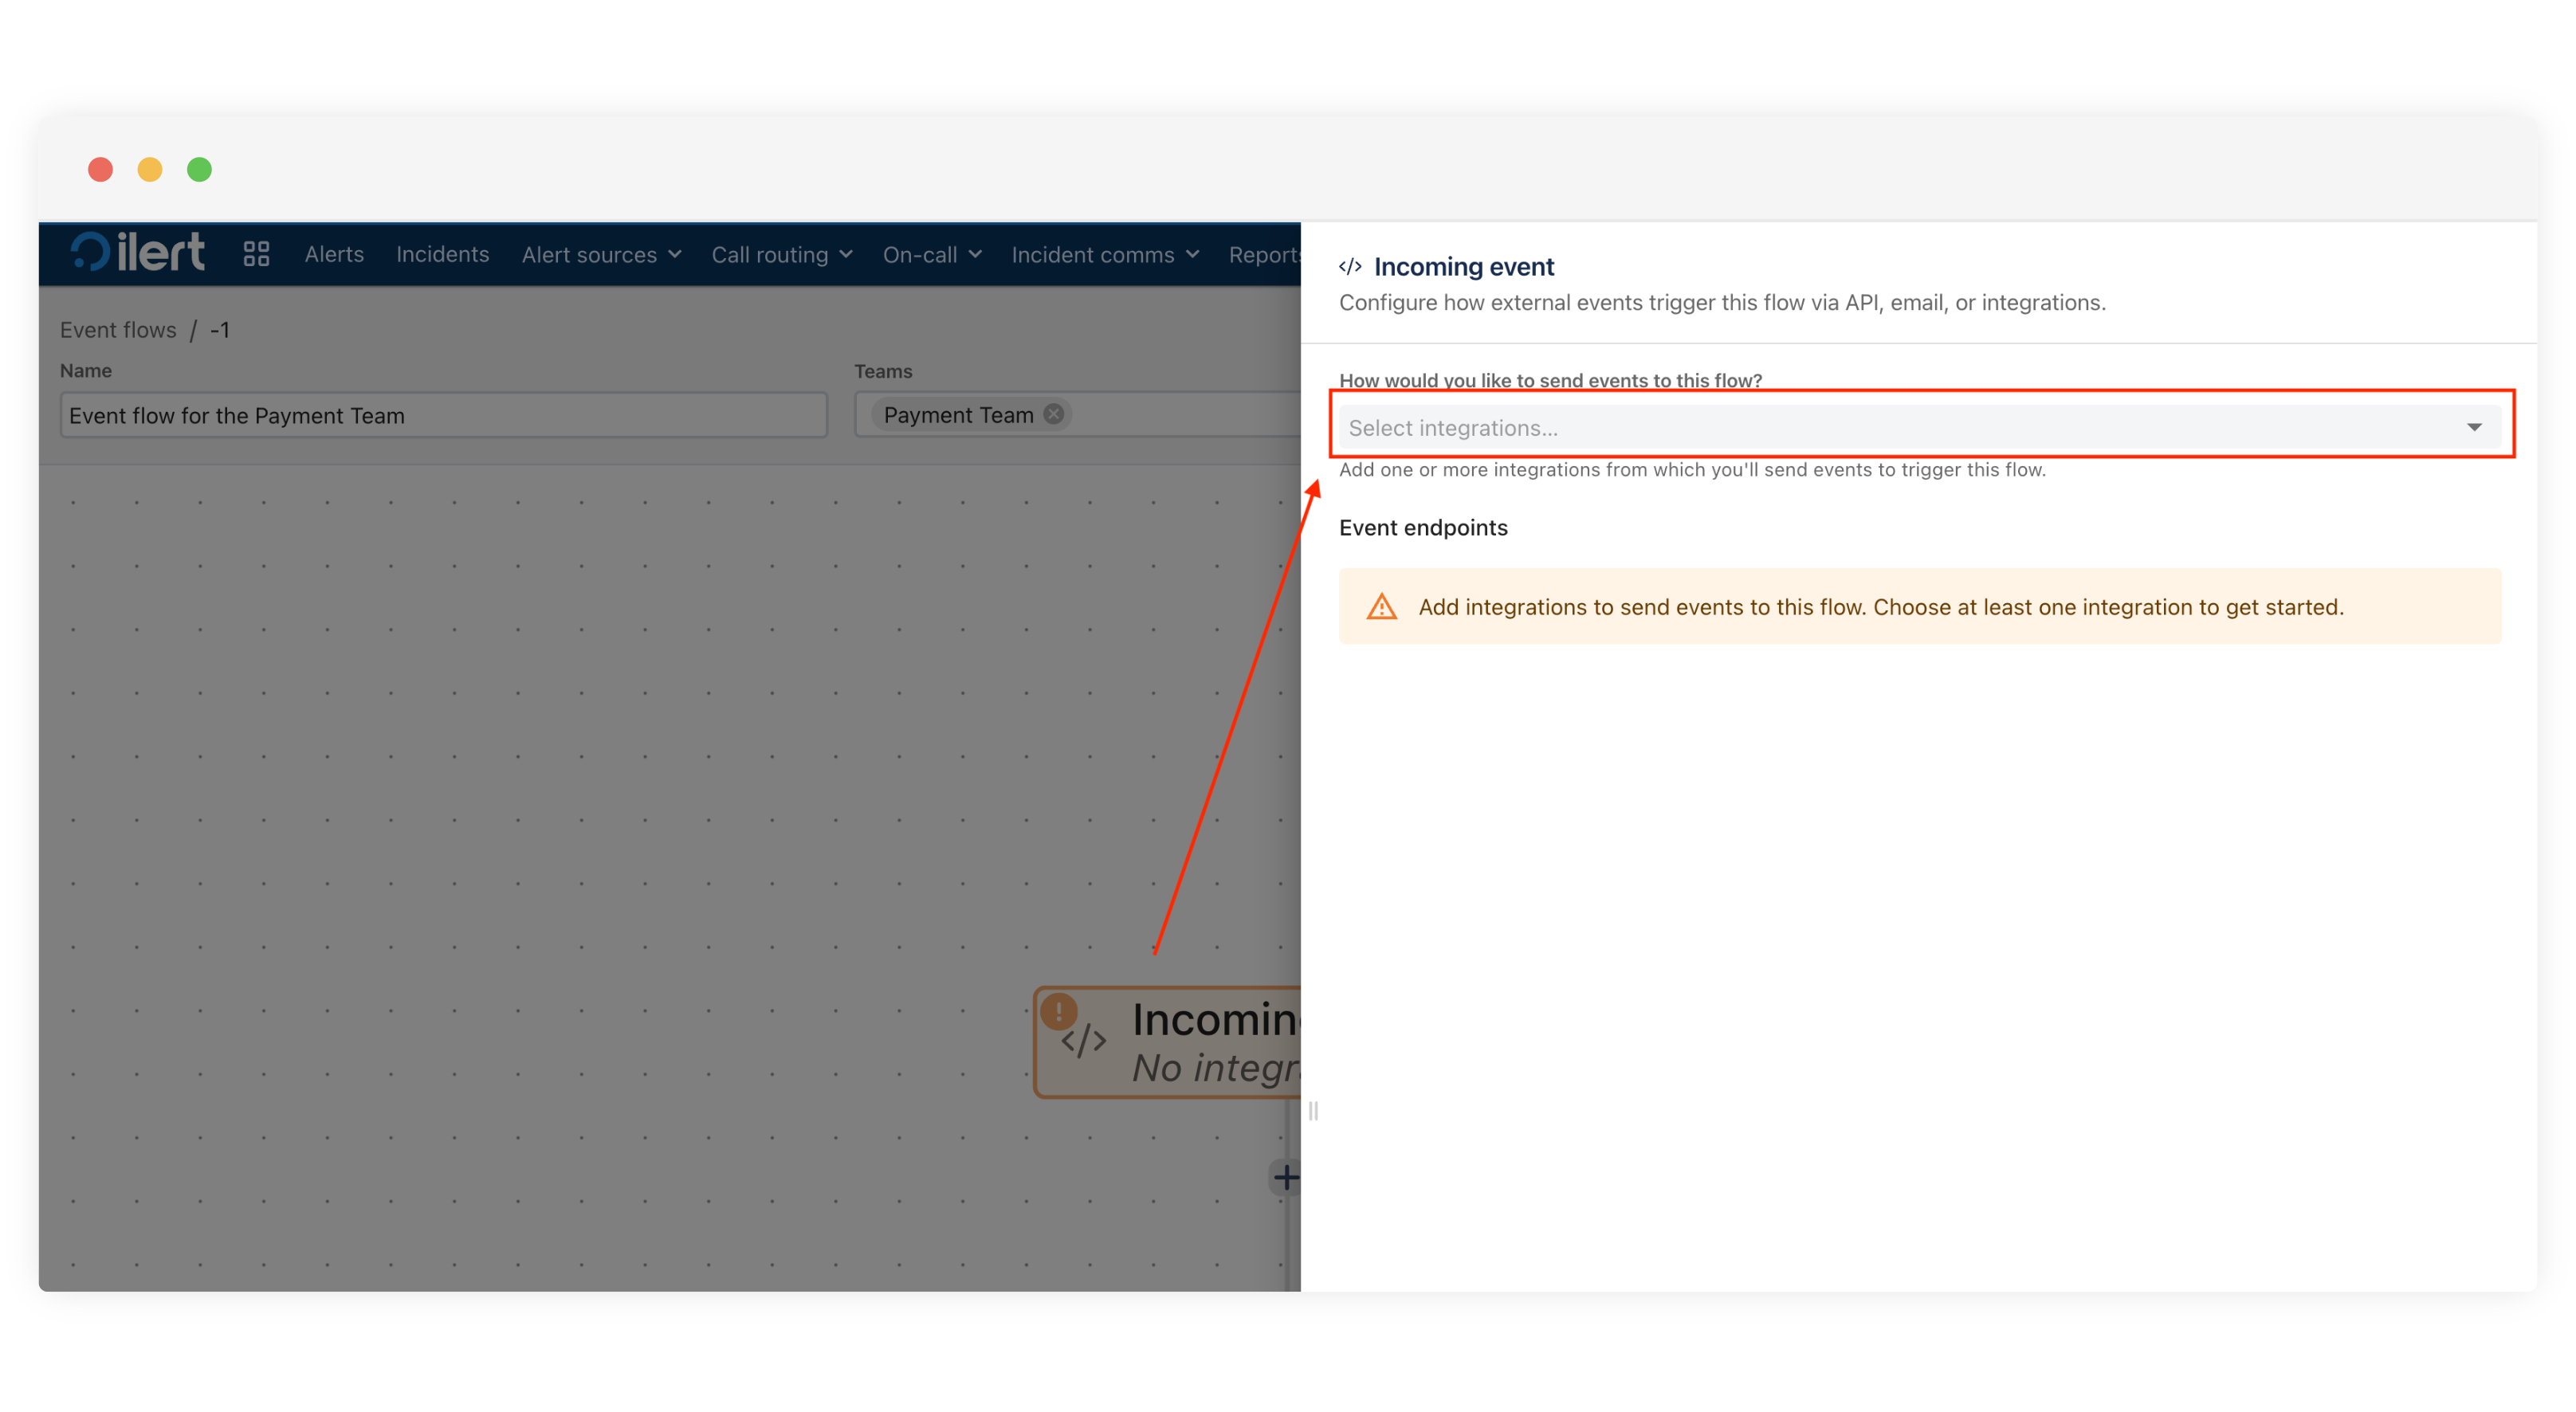 ilert Alerts Incidents Alert sources Call routing On-call Incident comms Reports
Event flows / -1
Name
Event flow for the Payment Team
Teams
Payment Team
Incoming
No integr
</> Incoming event
Configure how external events trigger this flow via API, email, or integrations.
How would you like to send events to this flow?
Select integrations...
Add one or more integrations from which you'll send events to trigger this flow.
Event endpoints
Add integrations to send events to this flow. Choose at least one integration to get started.